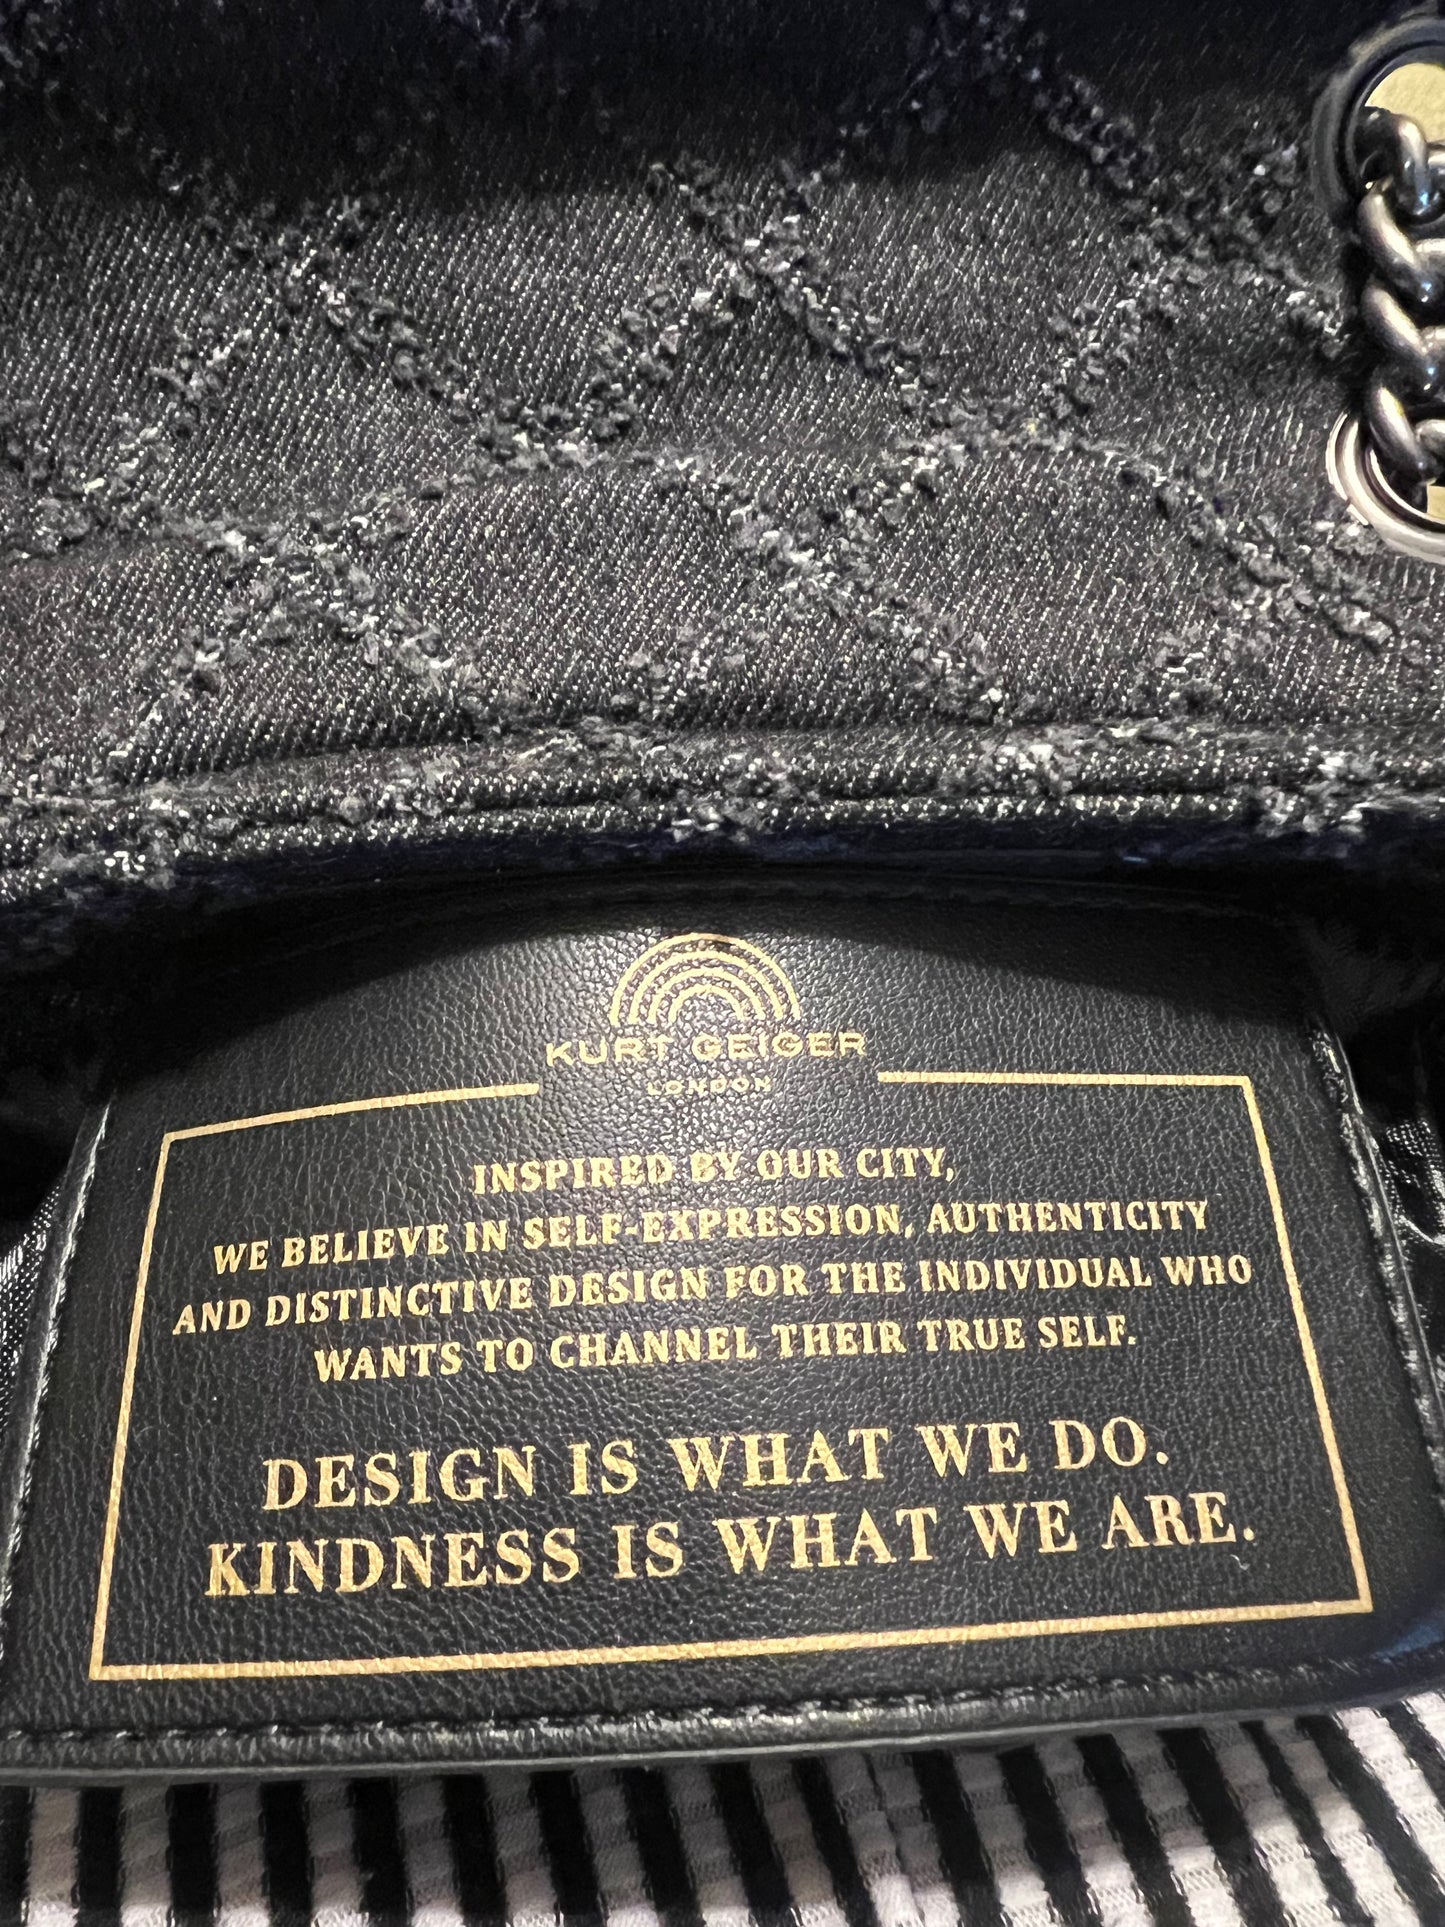 KURT GEIGER
LONDON
INSPIRED BY OUR CITY,
WE BELIEVE IN SELF-EXPRESSION, AUTHENTICITY
AND DISTINCTIVE DESIGN FOR THE INDIVIDUAL WHO
WANTS TO CHANNEL THEIR TRUE SELF.
DESIGN IS WHAT WE DO.
KINDNESS IS WHAT WE ARE.